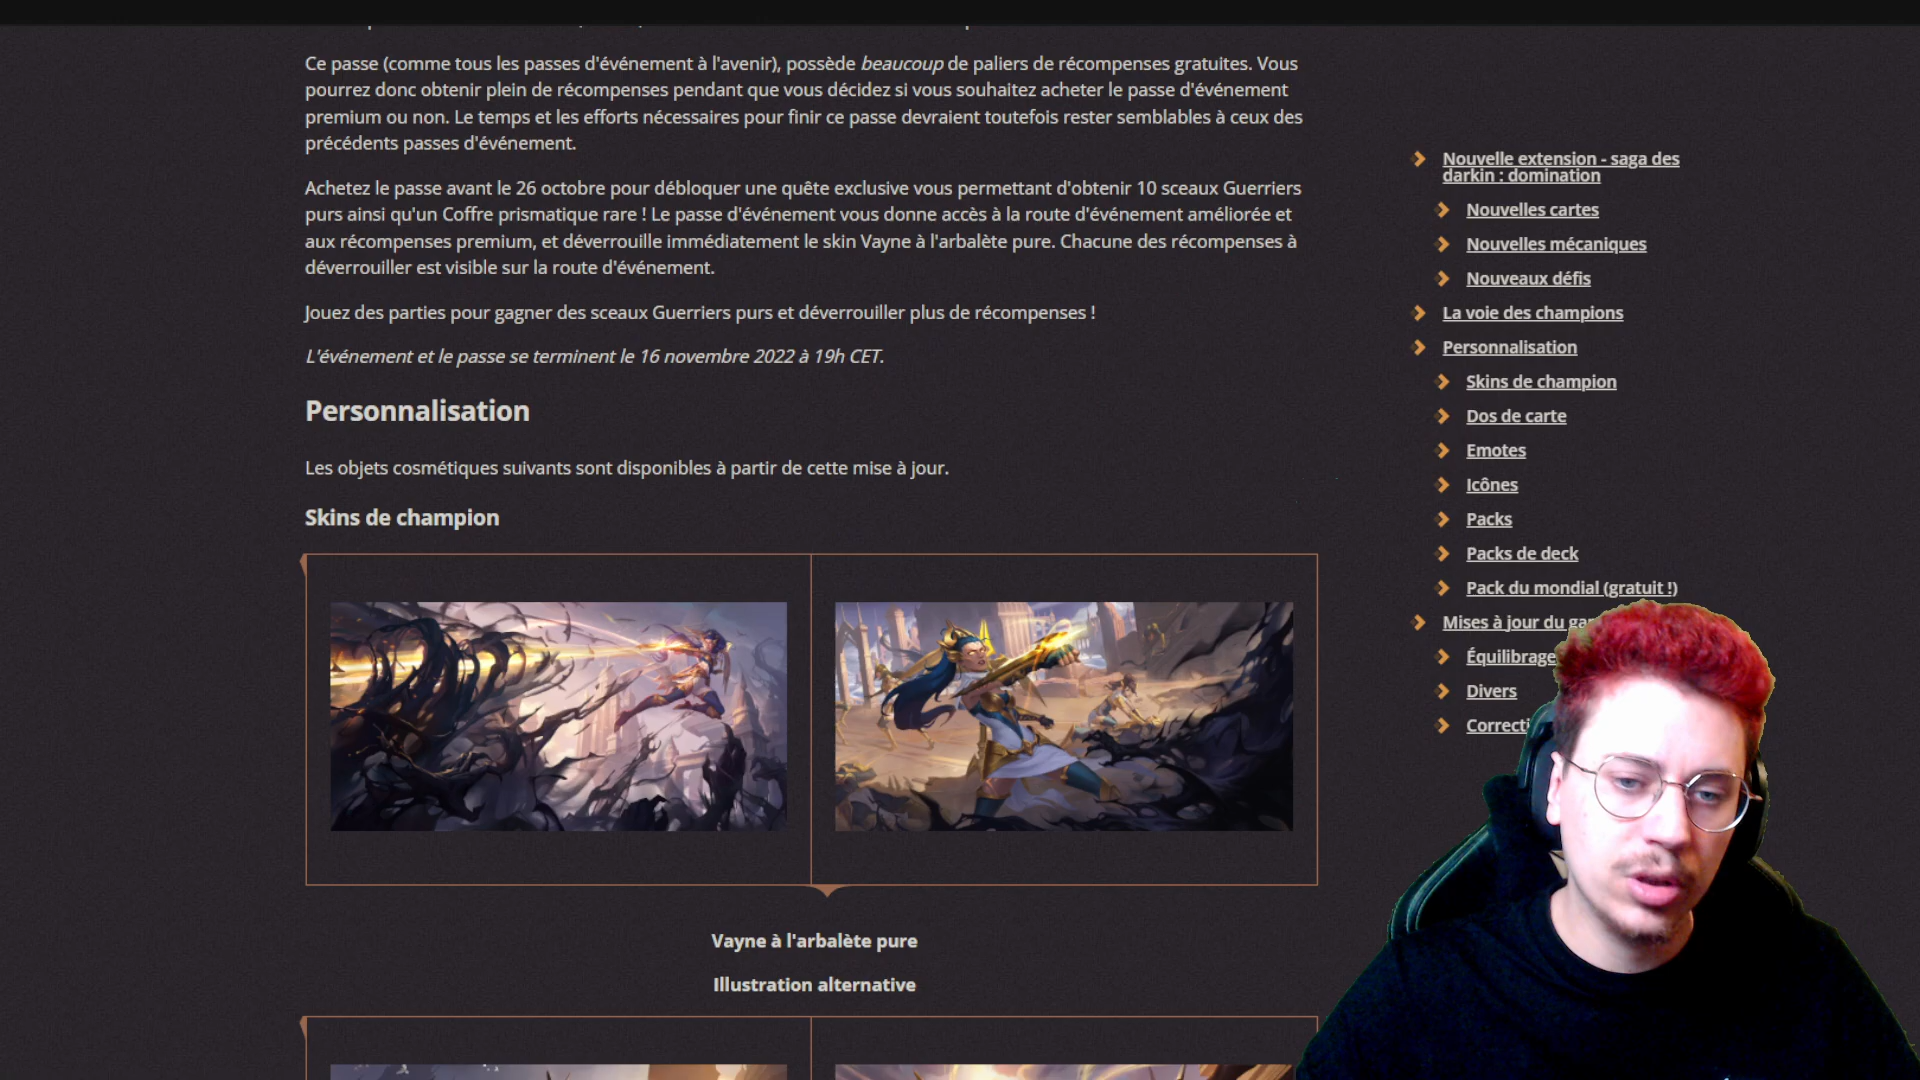 Ce passe (comme tous les passes d'événement à l'avenir), possède beaucoup de paliers de récompenses gratuites. Vous
pourrez donc obtenir plein de récompenses pendant que vous décidez si vous souhaitez acheter le passe d'événement
premium ou non. Le temps et les efforts nécessaires pour finir ce passe devraient toutefois rester semblables à ceux des
précédents passes d'événement.
Achetez le passe avant le 26 octobre pour débloquer une quête exclusive vous permettant d'obtenir 10 sceaux Guerriers
purs ainsi qu'un Coffre prismatique rare ! Le passe d'événement vous donne accès à la route d'événement améliorée et
aux récompenses premium, et déverrouille immédiatement le skin Vayne à l'arbalète pure. Chacune des récompenses à
déverrouiller est visible sur la route d'événement.
Jouez des parties pour gagner des sceaux Guerriers purs et déverrouiller plus de récompenses !
L'événement et le passe se terminent le 16 novembre 2022 à 19h CET.
Personnalisation
Les objets cosmétiques suivants sont disponibles à partir de cette mise à jour.
Skins de champion
Vayne à l'arbalète pure
Illustration alternative
Nouvelle extension - saga des
darkin : domination
Nouvelles cartes
Nouvelles mécaniques
Nouveaux défis
La voie des champions
Personnalisation
Skins de champion
Dos de carte
Emotes
Icônes
Packs
Packs de deck
Pack du mondial (gratuit !)
Mises à jour du
Équilibrage
Divers